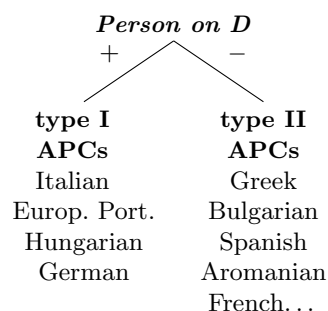 Person on D
+ −
type I type II
APCs APCs
Italian Greek
Europ. Port. Bulgarian
Hungarian Spanish
German Aromanian
French...